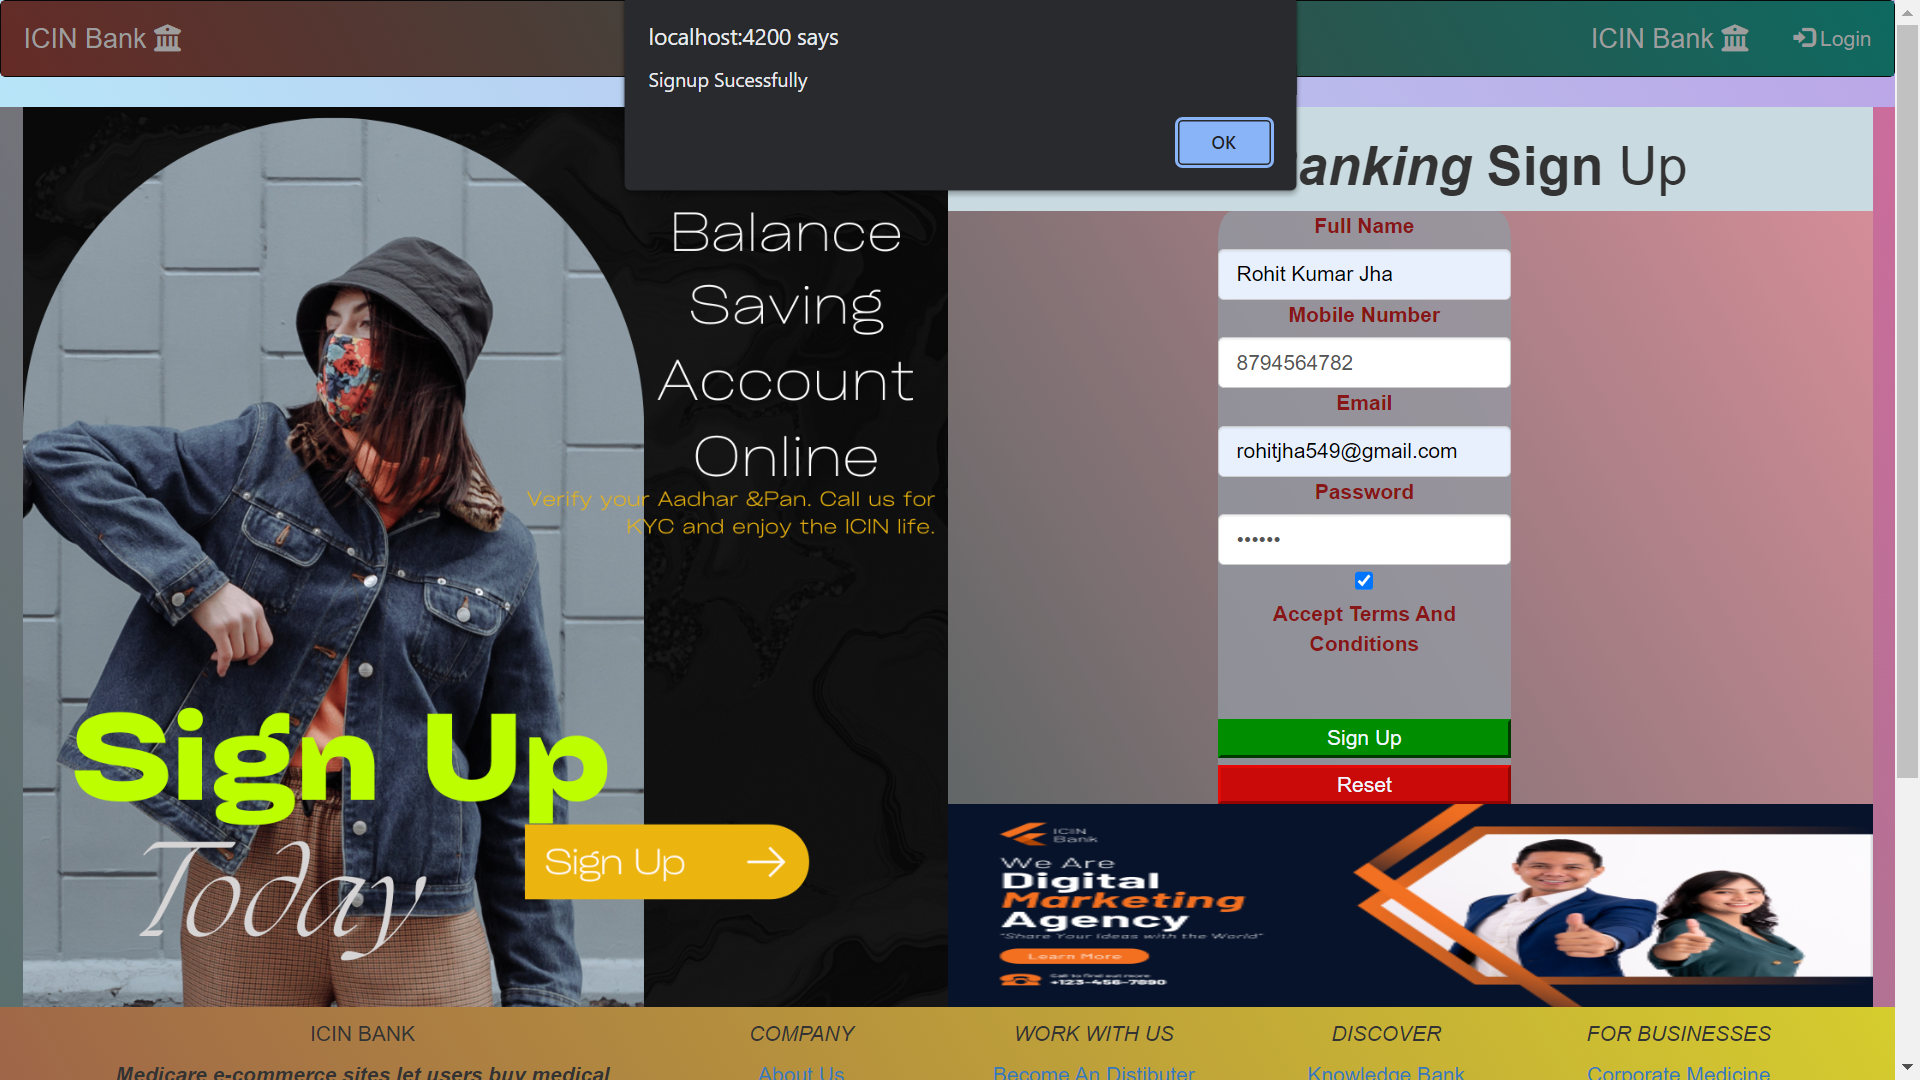 ICIN Bank
localhost:4200 says
Signup Sucessfully
OK
ICIN Bank
Login
Balance
Saving
Account
Online
Verify your Aadhar &Pan. Call us for
KYC and enjoy the ICIN life.
Sign Up
Today
Sign Up
anking Sign Up
Full Name
Rohit Kumar Jha
Mobile Number
8794564782
Email
rohitjha549@gmail.com
Password
••••••
Accept Terms And
Conditions
Sign Up
Reset
ICIN
Bank
We Are
Digital
Marketing
Agency
"Share Your Ideas with the World"
Learn More
Call to find out more
+123-456-7890
ICIN BANK
COMPANY
WORK WITH US
DISCOVER
FOR BUSINESSES
Medicare e-commerce sites let users buy medical
About Us
Become An Distibuter
Knowledge Bank
Corporate Medicine